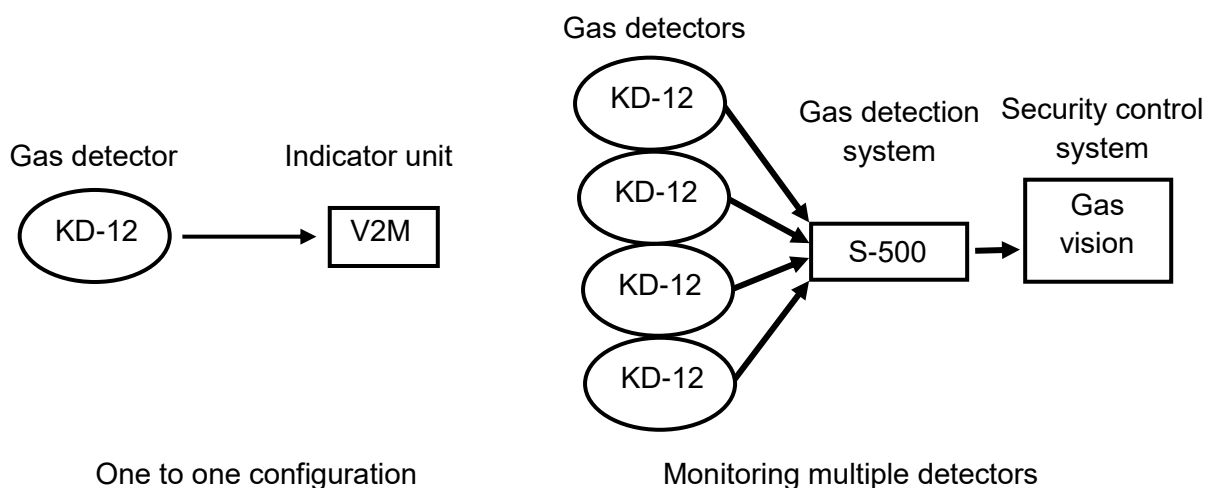 Gas detector
KD-12
Indicator unit
V2M
One to one configuration
Gas detectors
KD-12
KD-12
KD-12
KD-12
Gas detection
system
S-500
Security control
system
Gas
vision
Monitoring multiple detectors